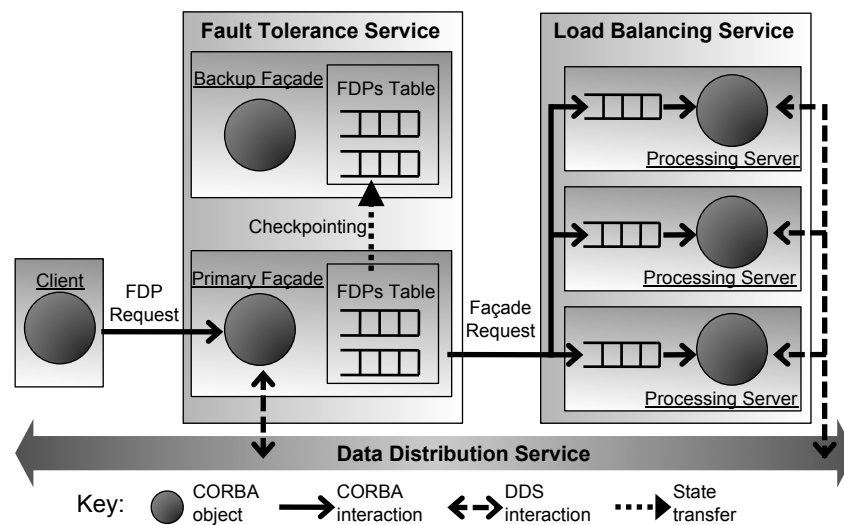 Fault Tolerance Service
Load Balancing Service
Backup Façade
FDPs Table
Processing Server
Checkpointing
Processing Server
Client
FDP
Request
Primary Façade
FDPs Table
Façade
Request
Processing Server
Data Distribution Service
Key:
CORBA
object
CORBA
interaction
DDS
interaction
State
transfer